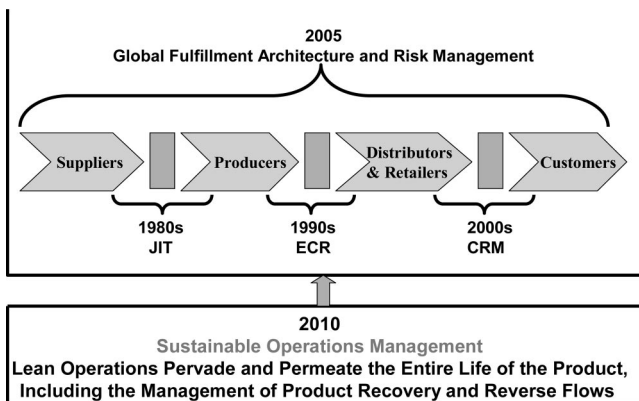 2005
Global Fulfillment Architecture and Risk Management
Suppliers
Producers
Distributors
& Retailers
Customers
1980s
JIT
1990s
ECR
2000s
CRM
2010
Sustainable Operations Management
Lean Operations Pervade and Permeate the Entire Life of the Product,
Including the Management of Product Recovery and Reverse Flows